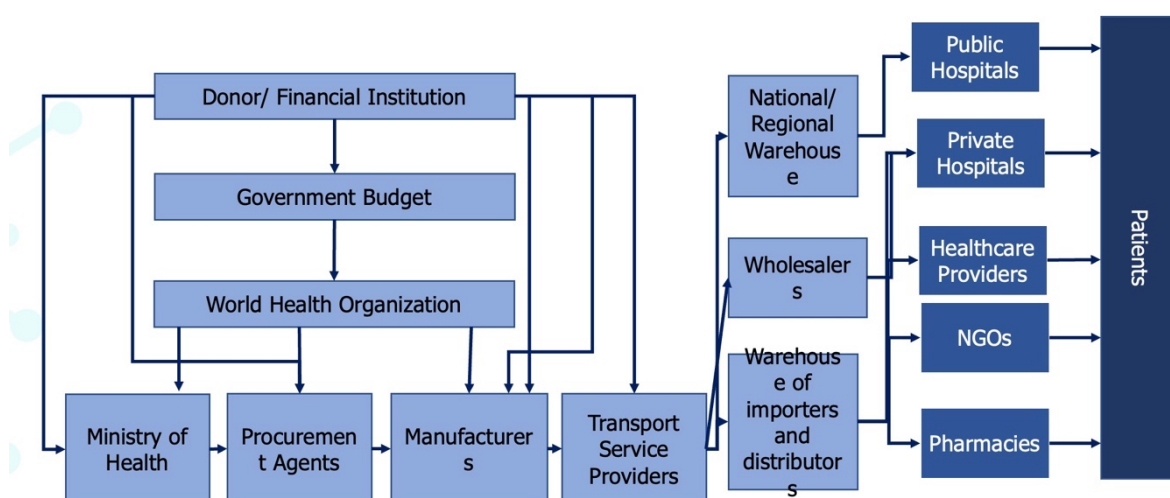 Donor/ Financial Institution
Government Budget
World Health Organization
Ministry of
Health
Procuremen
t Agents
Manufacturer
s
Transport
Service
Providers
National/
Regional
Warehous
e
Wholesaler
s
Warehous
e of
importers
and
distributor
s
Public
Hospitals
Private
Hospitals
Healthcare
Providers
NGOs
Pharmacies
Patients